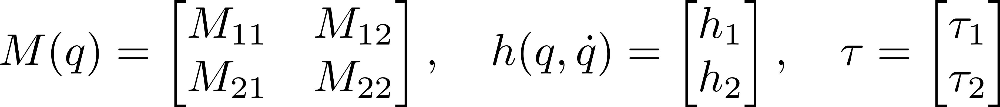 M(q) = [M₁₁ M₁₂; M₂₁ M₂₂], h(q, q̇) = [h₁; h₂], τ = [τ₁; τ₂]